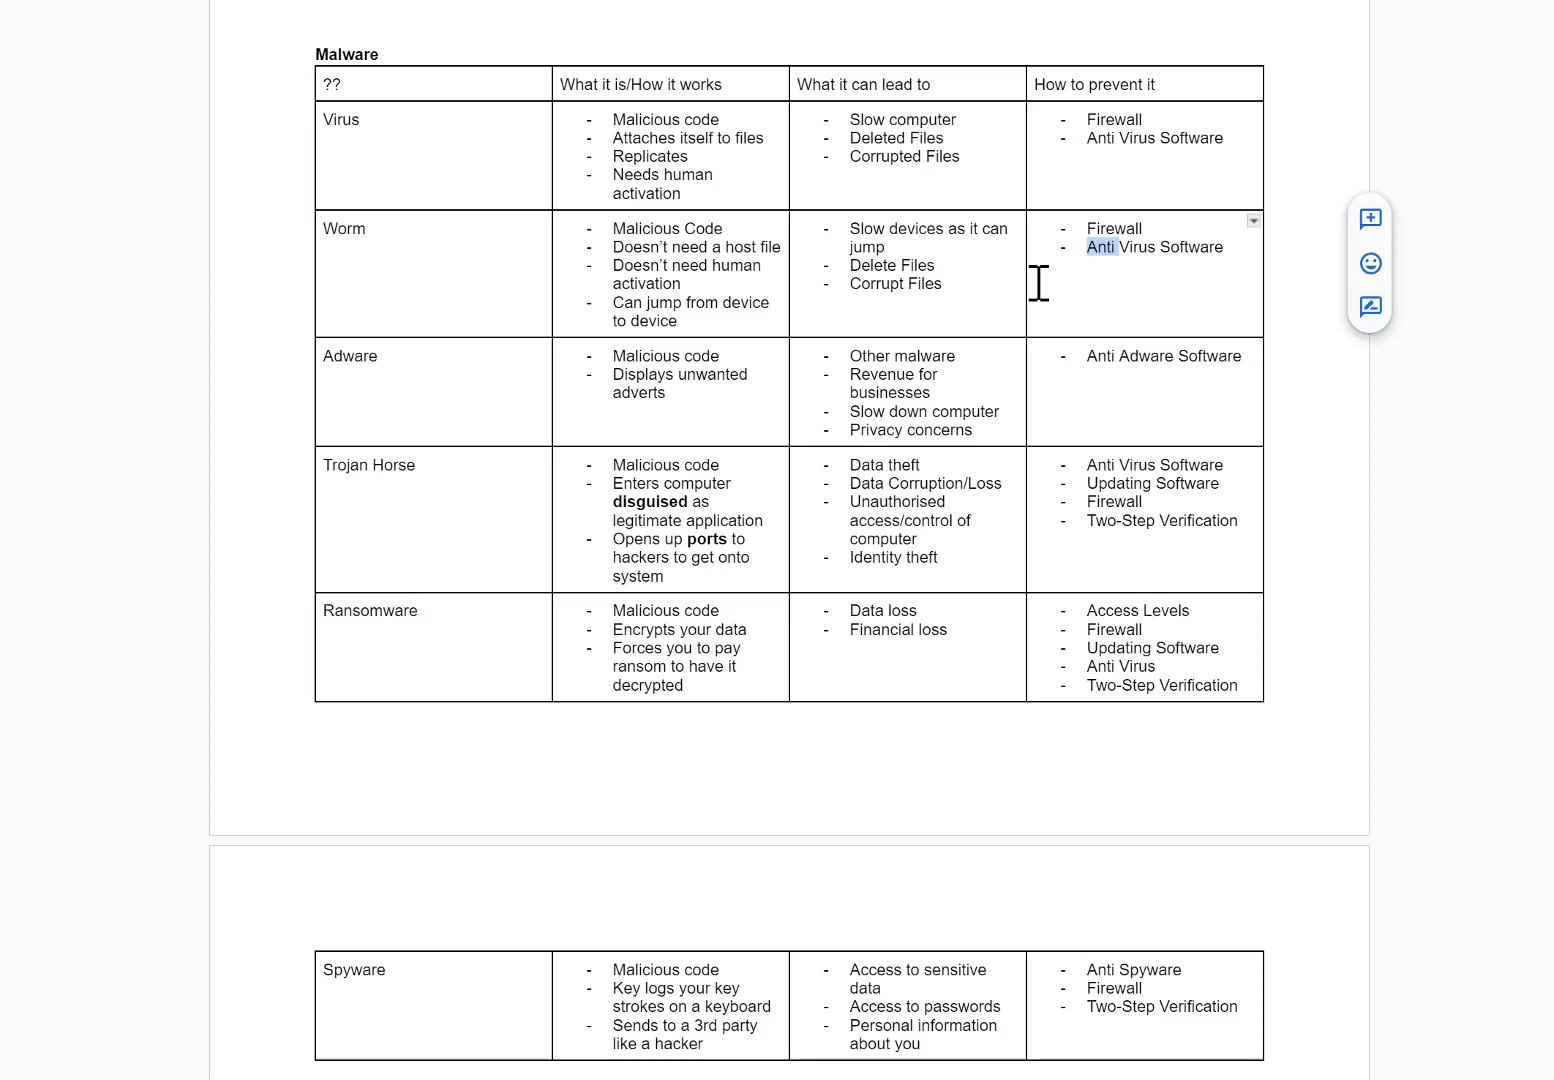 Malware
??
What it is/How it works
What it can lead to
How to prevent it
Virus
- Malicious code
- Attaches itself to files
- Replicates
- Needs human
activation
- Slow computer
- Deleted Files
- Corrupted Files
- Firewall
- Anti Virus Software
Worm
- Malicious Code
- Doesn’t need a host file
- Doesn’t need human
activation
- Can jump from device
to device
- Slow devices as it can
jump
- Delete Files
- Corrupt Files
- Firewall
- Anti Virus Software
Adware
- Malicious code
- Displays unwanted
adverts
- Other malware
- Revenue for
businesses
- Slow down computer
- Privacy concerns
- Anti Adware Software
Trojan Horse
- Malicious code
- Enters computer
disguised as
legitimate application
- Opens up ports to
hackers to get onto
system
- Data theft
- Data Corruption/Loss
- Unauthorised
access/control of
computer
- Identity theft
- Anti Virus Software
- Updating Software
- Firewall
- Two-Step Verification
Ransomware
- Malicious code
- Encrypts your data
- Forces you to pay
ransom to have it
decrypted
- Data loss
- Financial loss
- Access Levels
- Firewall
- Updating Software
- Anti Virus
- Two-Step Verification
Spyware
- Malicious code
- Key logs your key
strokes on a keyboard
- Sends to a 3rd party
like a hacker
- Access to sensitive
data
- Access to passwords
- Personal information
about you
- Anti Spyware
- Firewall
- Two-Step Verification